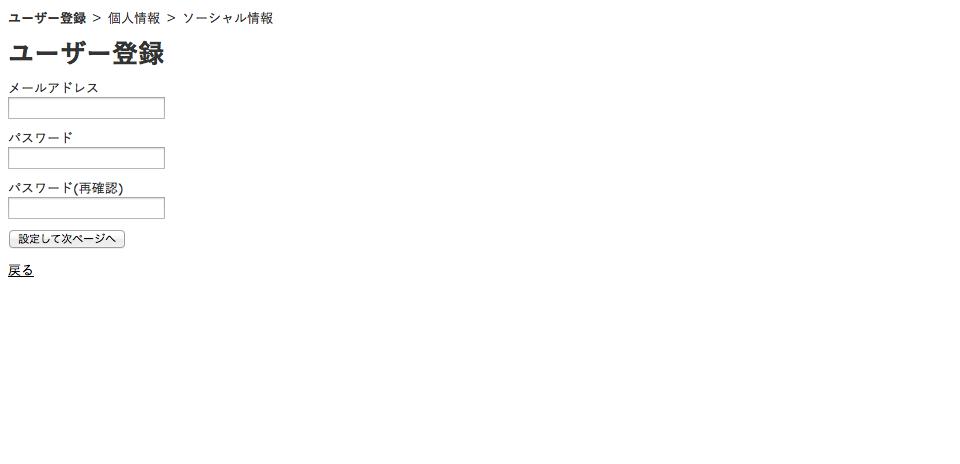 ユーザー登録 > 個人情報 > ソーシャル情報
ユーザー登録
メールアドレス
パスワード
パスワード(再確認)
設定して次ページへ
戻る